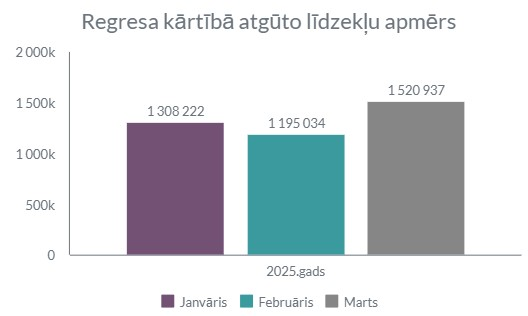 Regresa kārtībā atgūto līdzekļu apmērs
2 000k
1 500k
1 000k
500k
0
1 308 222
1 195 034
1 520 937
2025.gads
Janvāris Februāris Marts